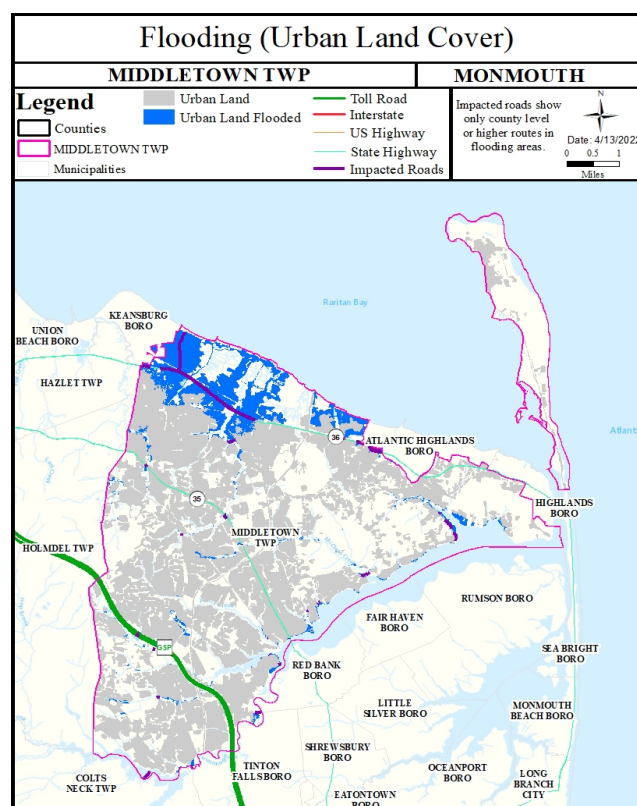 Flooding (Urban Land Cover)
MIDDLETOWN TWP
MONMOUTH
Legend
Counties
MIDDLETOWN TWP
Municipalities
Urban Land
Urban Land Flooded
Toll Road
Interstate
US Highway
State Highway
Impacted Roads
Impacted roads show
only county level
or higher routes in
flooding areas.
N
Date: 4/13/2022
0 0.5 1
Miles
Raritan Bay
KEANSBURG
BORO
UNION
BEACH BORO
HAZLET TWP
36
ATLANTIC HIGHLANDS
BORO
Atlanti
35
HIGHLANDS
BORO
MIDDLETOWN
TWP
HOLMDEL TWP
RUMSON BORO
FAIR HAVEN
BORO
GSP
SEA BRIGHT
BORO
RED BANK
BORO
LITTLE
SILVER BORO
MONMOUTH
BEACH BORO
SHREWSBURY
BORO
TINTON
FALLS BORO
OCEANPORT
BORO
COLTS
NECK TWP
LONG
BRANCH
CITY
EATONTOWN
BORO